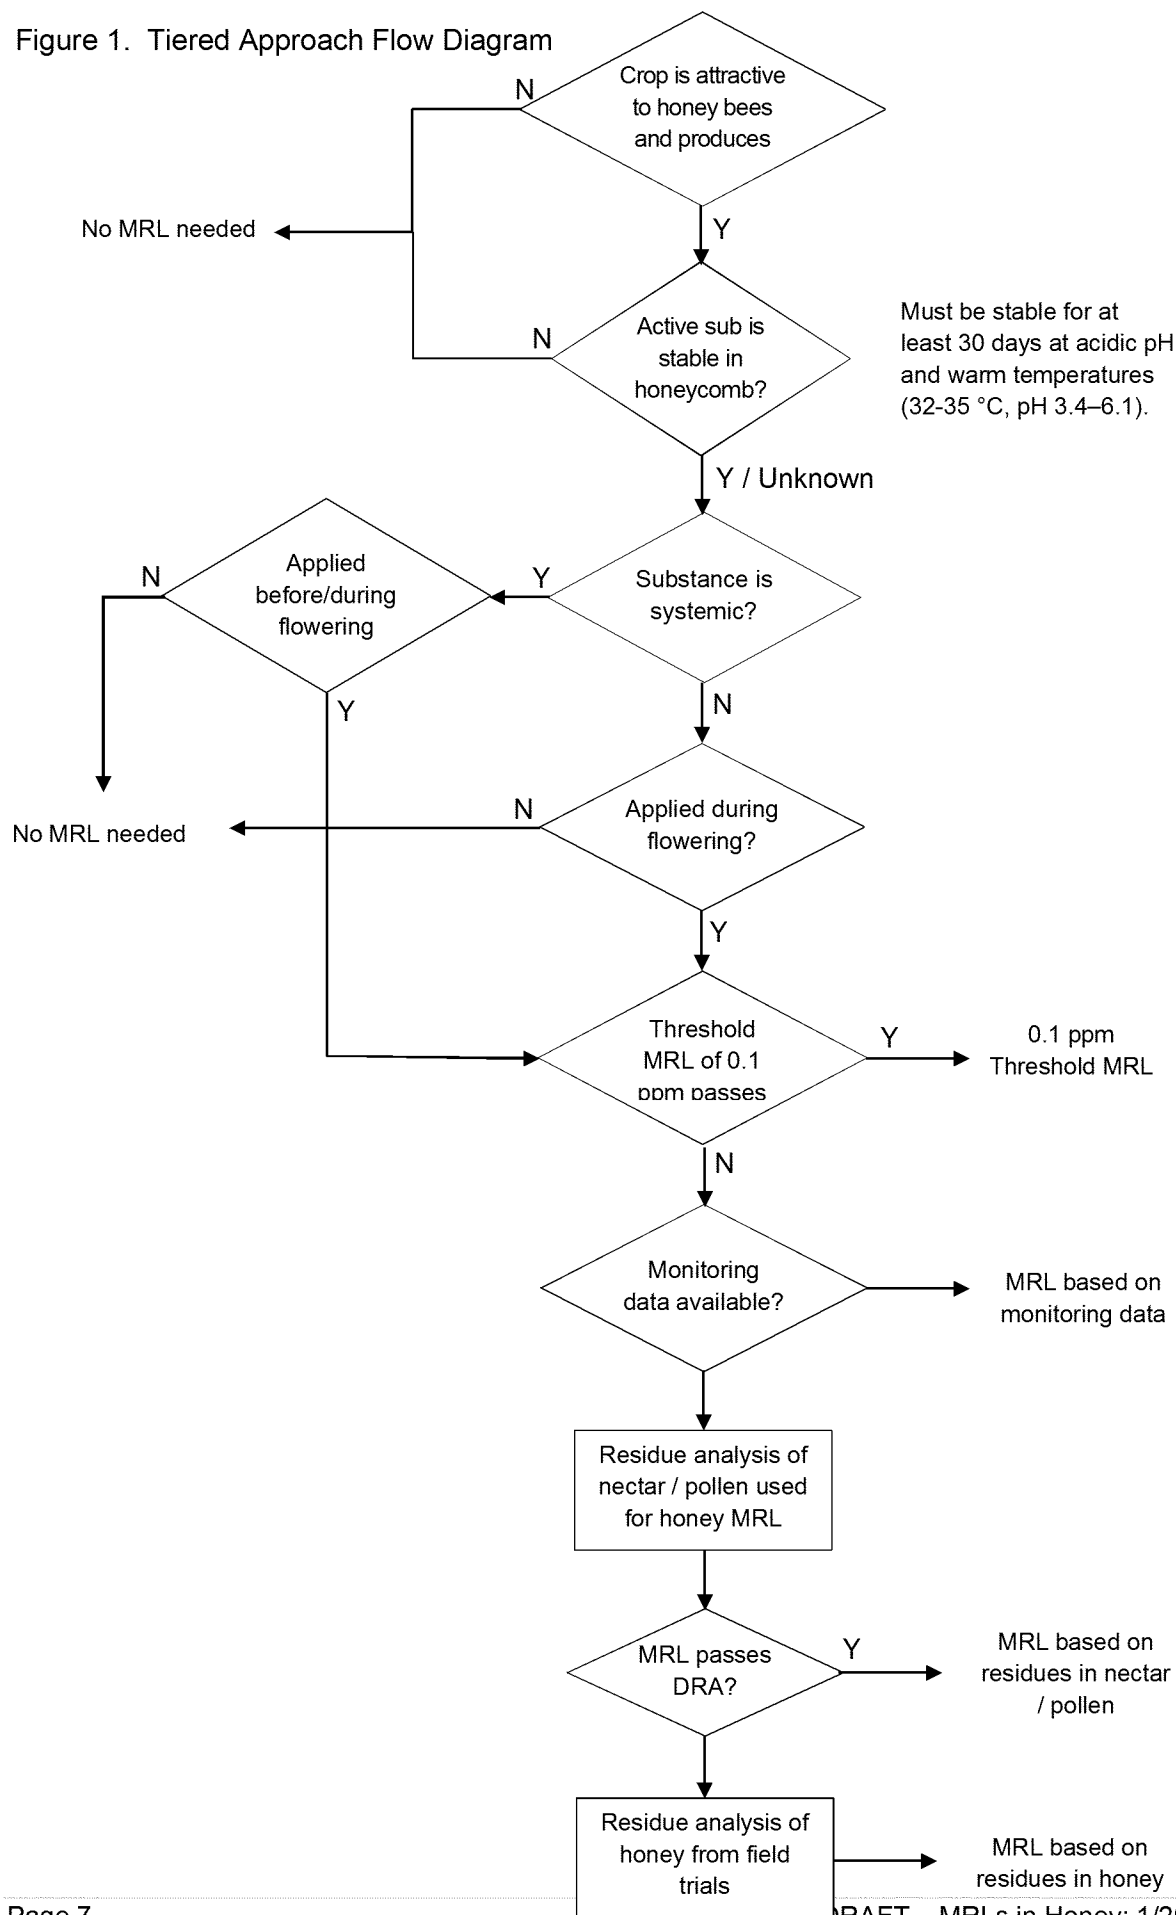 Figure 1. Tiered Approach Flow Diagram
Crop is attractive
to honey bees
and produces
N
No MRL needed
Y
Active sub is
stable in
honeycomb?
N
Must be stable for at
least 30 days at acidic pH
and warm temperatures
(32-35 °C, pH 3.4–6.1).
Y / Unknown
Substance is
systemic?
Y
Applied
before/during
flowering
N
Y
N
Applied during
flowering?
N
No MRL needed
Y
Threshold
MRL of 0.1
ppm passes
Y
0.1 ppm
Threshold MRL
N
Monitoring
data available?
MRL based on
monitoring data
Residue analysis of
nectar / pollen used
for honey MRL
MRL passes
DRA?
Y
MRL based on
residues in nectar
/ pollen
Residue analysis of
honey from field
trials
MRL based on
residues in honey
Page 7
MRLs in Honey: